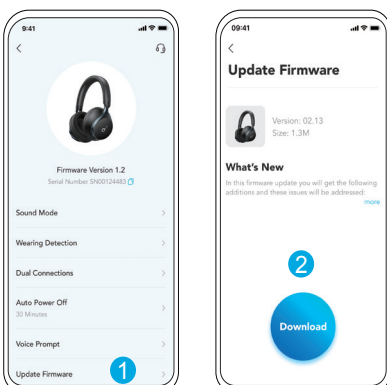 9:41
Firmware Version 1.2
Serial Number SN00124483
Sound Mode
Wearing Detection
Dual Connections
Auto Power Off
30 Minutes
Voice Prompt
Update Firmware
1
09:41
Update Firmware
Version: 02.13
Size: 1.3M
What's New
In this firmware update you will get the following
additions and these issues will be addressed:
more
2
Download